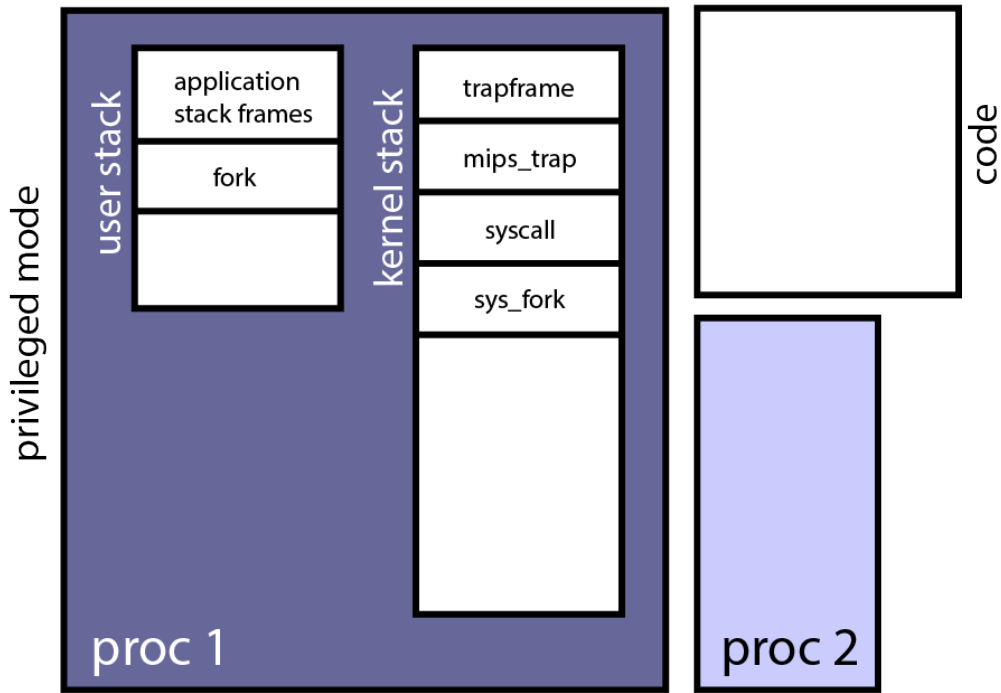 privileged mode
user stack
application
stack frames
fork
kernel stack
trapframe
mips_trap
syscall
sys_fork
proc 1
code
proc 2